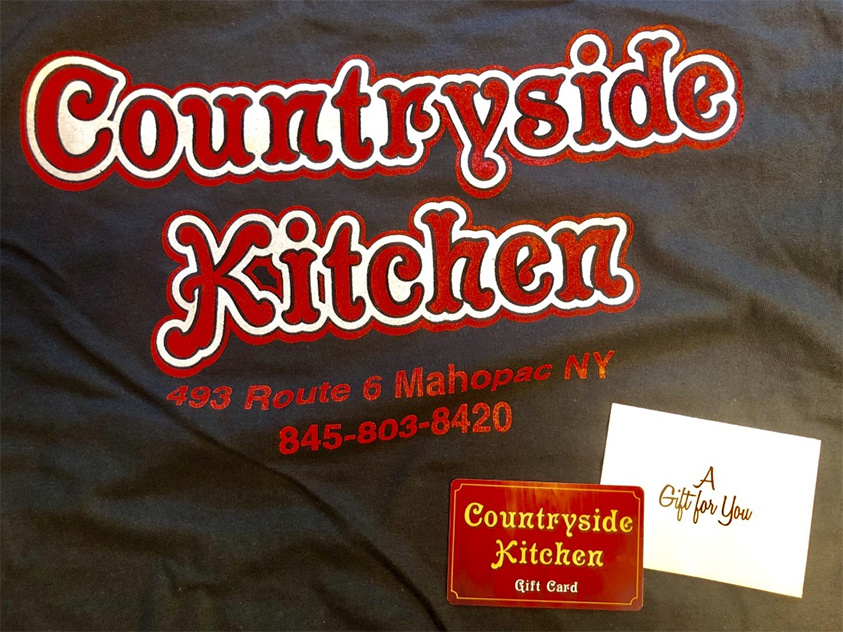 Countryside
Kitchen
493 Route 6 Mahopac NY
845-803-8420
A
Gift for You
Countryside
Kitchen
Gift Card